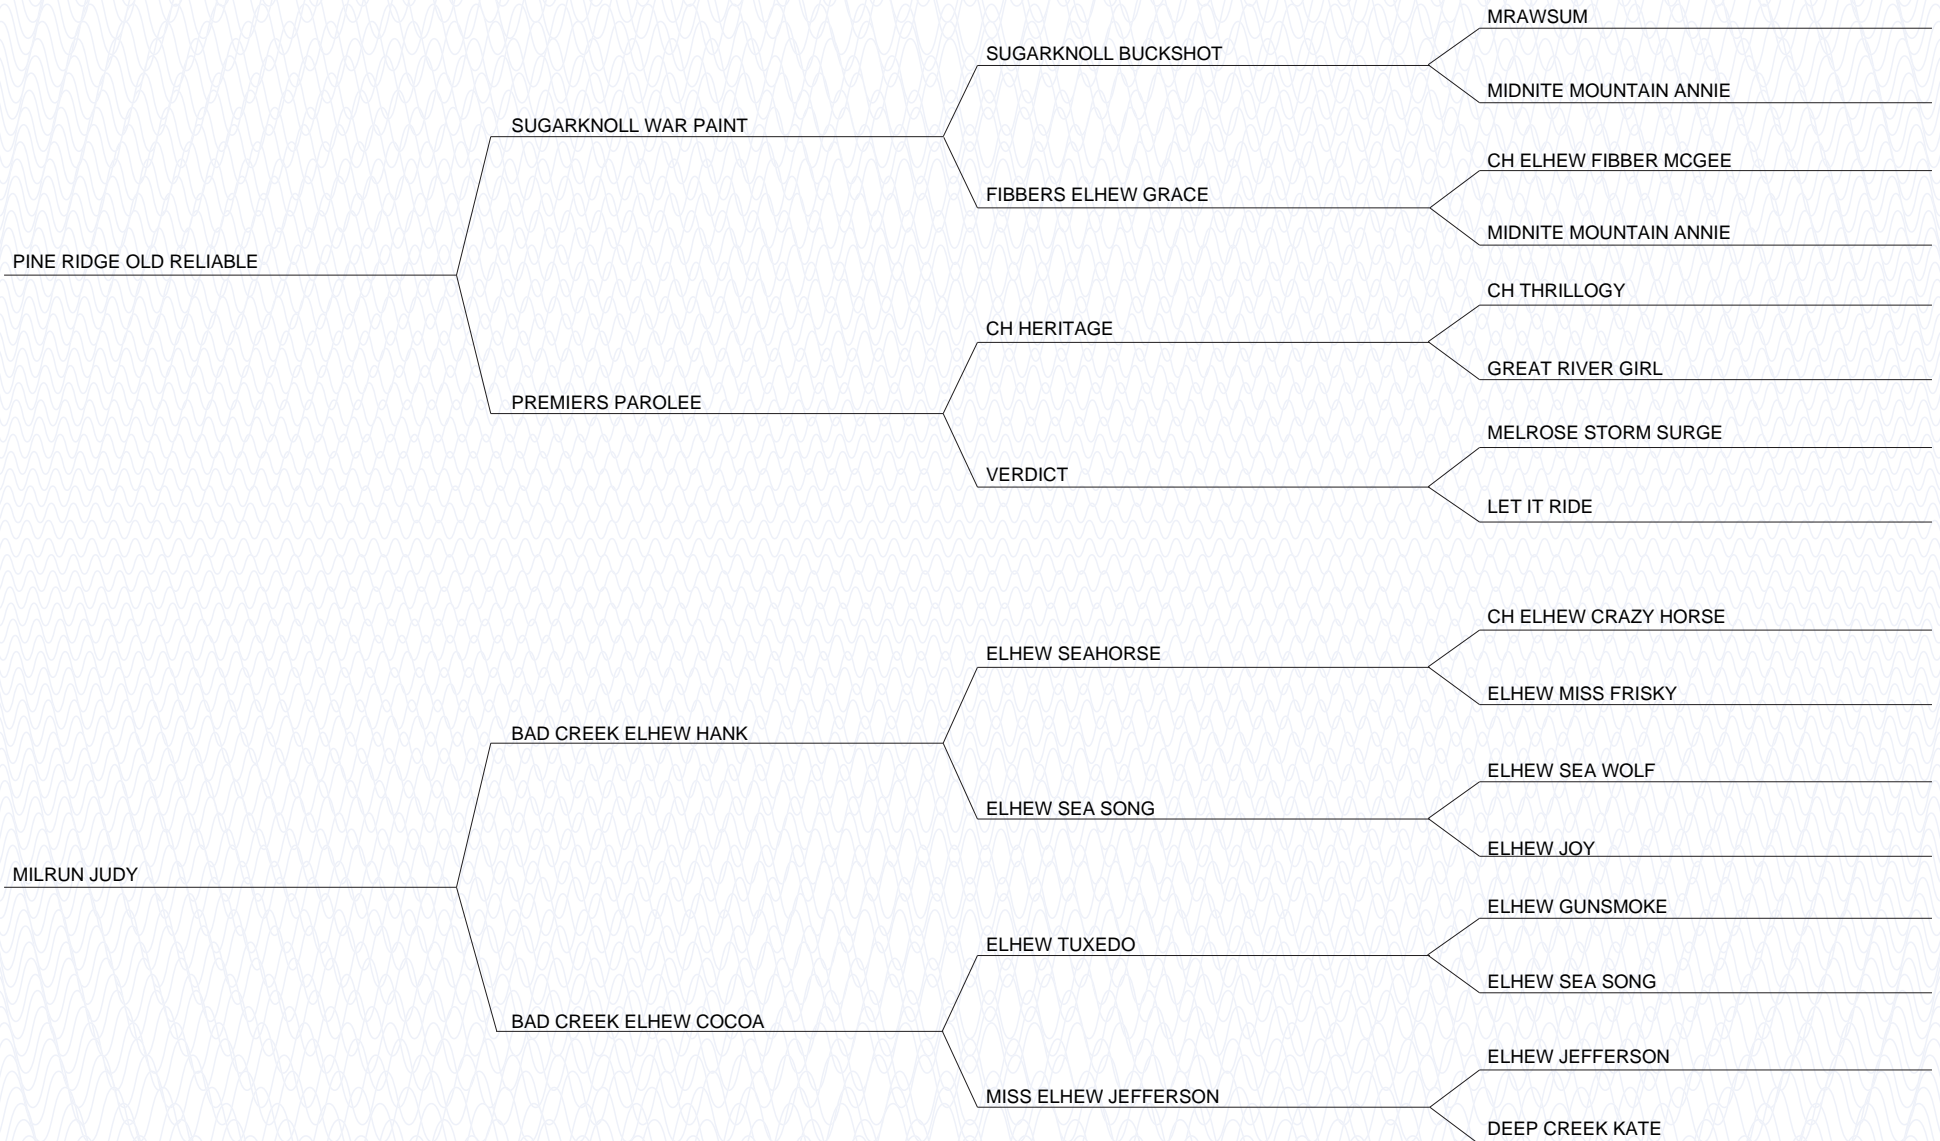 MRAWSUM
SUGARKNOLL BUCKSHOT
MIDNITE MOUNTAIN ANNIE
SUGARKNOLL WAR PAINT
CH ELHEW FIBBER MCGEE
FIBBERS ELHEW GRACE
MIDNITE MOUNTAIN ANNIE
PINE RIDGE OLD RELIABLE
CH THRILLOGY
CH HERITAGE
GREAT RIVER GIRL
PREMIERS PAROLEE
MELROSE STORM SURGE
VERDICT
LET IT RIDE
CH ELHEW CRAZY HORSE
ELHEW SEAHORSE
ELHEW MISS FRISKY
BAD CREEK ELHEW HANK
ELHEW SEA WOLF
ELHEW SEA SONG
ELHEW JOY
MILRUN JUDY
ELHEW GUNSMOKE
ELHEW TUXEDO
ELHEW SEA SONG
BAD CREEK ELHEW COCOA
ELHEW JEFFERSON
MISS ELHEW JEFFERSON
DEEP CREEK KATE